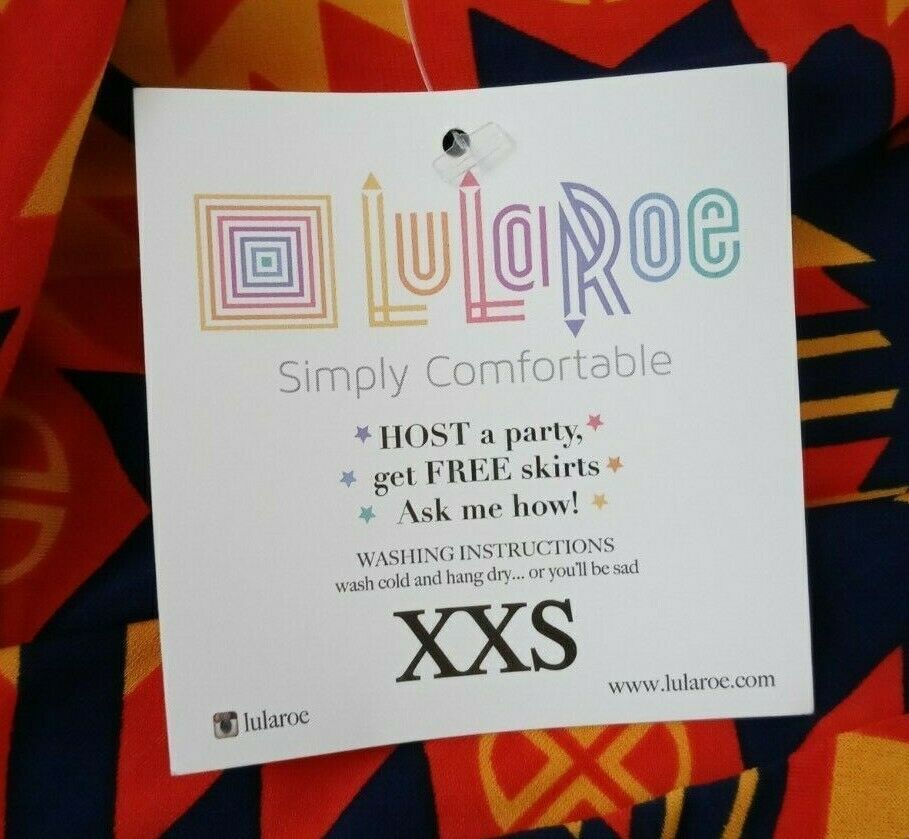 LuLaRoe
Simply Comfortable
HOST a party,
get FREE skirts
Ask me how!
WASHING INSTRUCTIONS
wash cold and hang dry... or you'll be sad
XXS
www.lularoe.com
lularoe